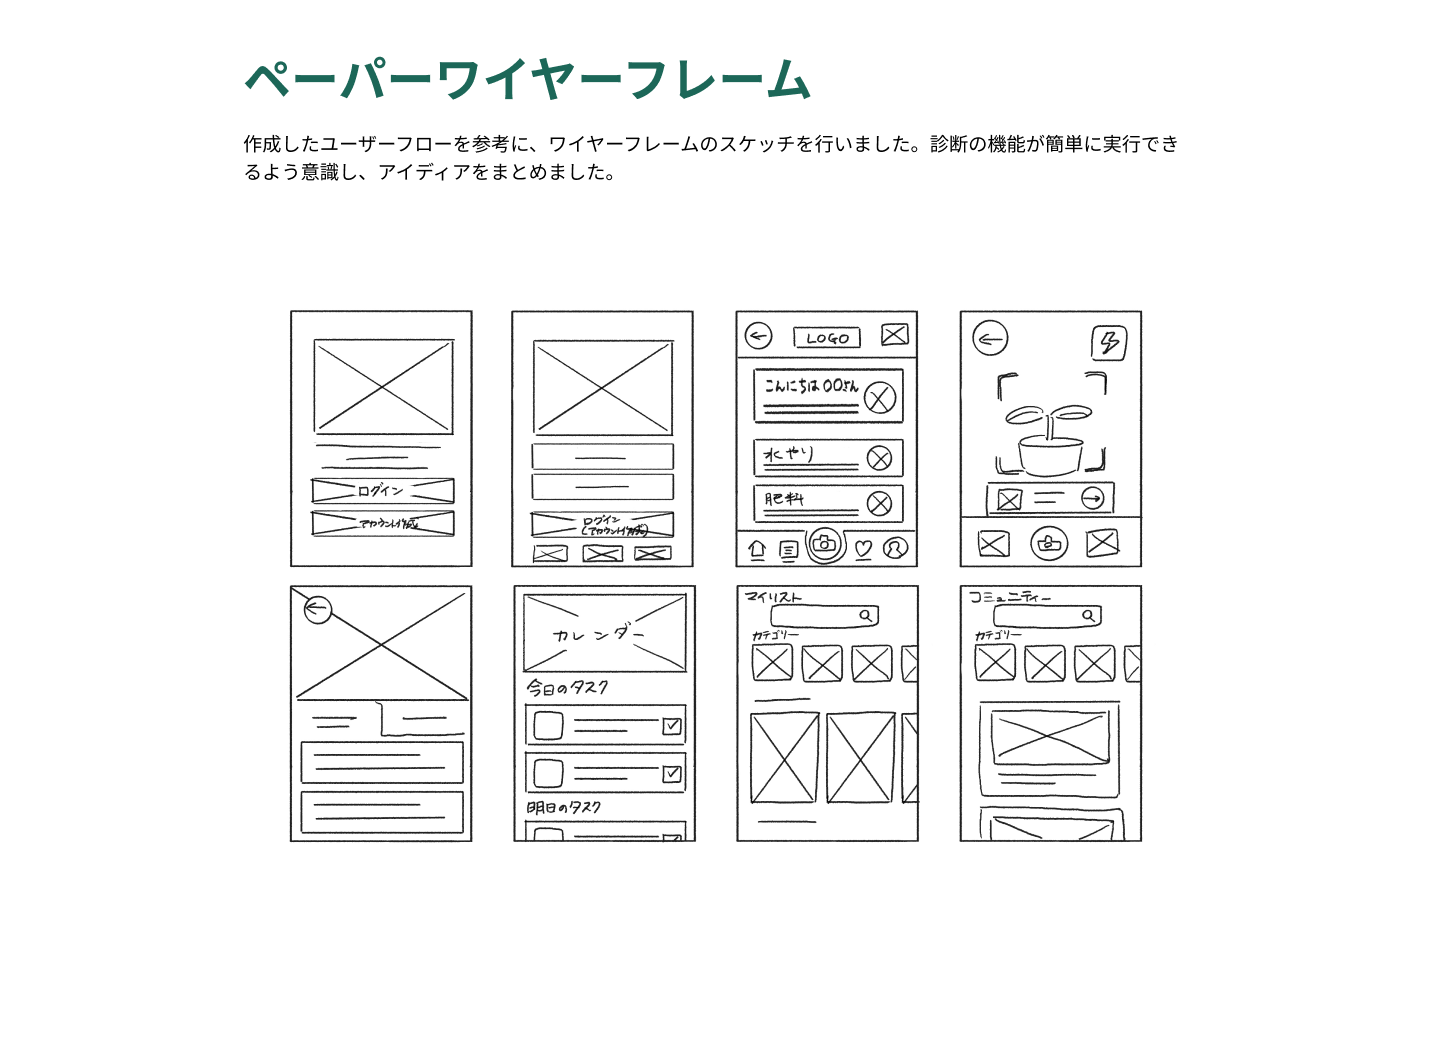 ペーパーワイヤーフレーム
作成したユーザーフローを参考に、ワイヤーフレームのスケッチを行いました。診断の機能が簡単に実行でき
るよう意識し、アイディアをまとめました。
ログイン
アカウント作成
ログイン
(アカウント作成)
LOGO
こんにちは〇〇さん
水やり
肥料
カレンダー
今日のタスク
明日のタスク
マイリスト
カテゴリー
コミュニティー
カテゴリー